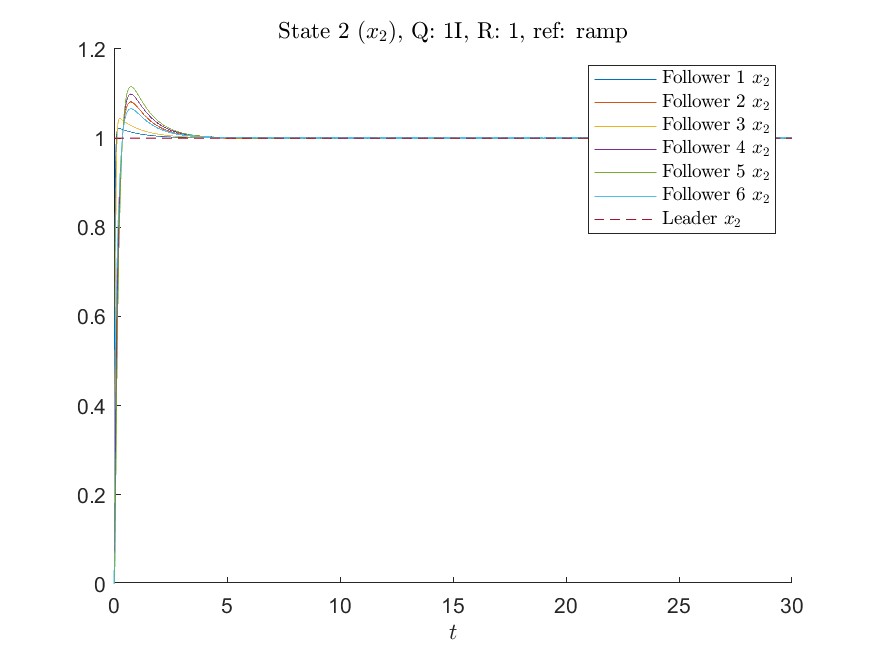 State 2 (x₂), Q: 1I, R: 1, ref: ramp
1.2
1
0.8
0.6
0.4
0.2
0
Follower 1 x₂
Follower 2 x₂
Follower 3 x₂
Follower 4 x₂
Follower 5 x₂
Follower 6 x₂
Leader x₂
0 5 10 15 20 25 30
t